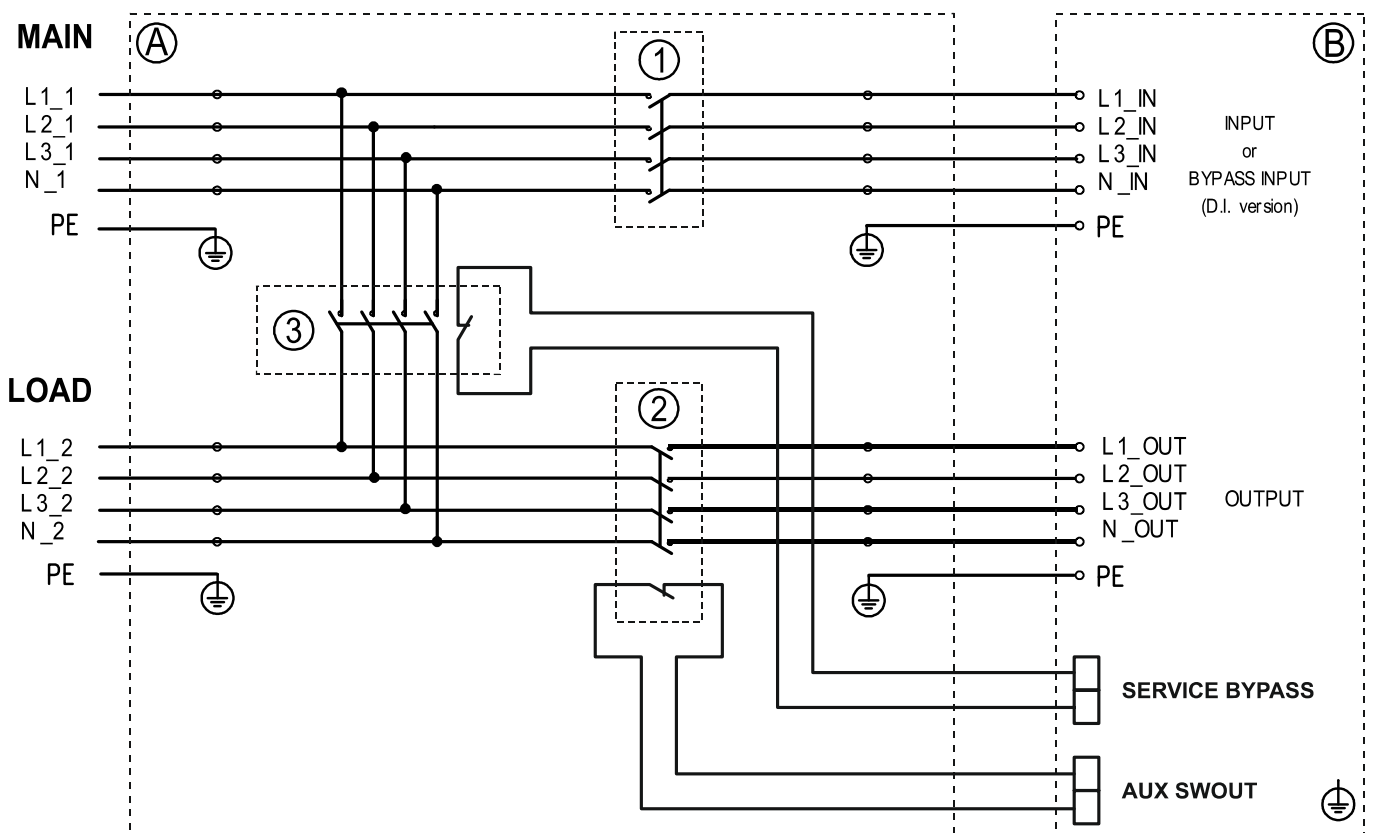 MAIN
A
1
B
L1_1
L2_1
L3_1
N_1
PE
L1_IN
L2_IN
L3_IN
N_IN
PE
INPUT
or
BYPASS INPUT
(D.I. version)
3
LOAD
2
L1_2
L2_2
L3_2
N_2
PE
L1_OUT
L2_OUT
L3_OUT
N_OUT
PE
OUTPUT
SERVICE BYPASS
AUX SWOUT